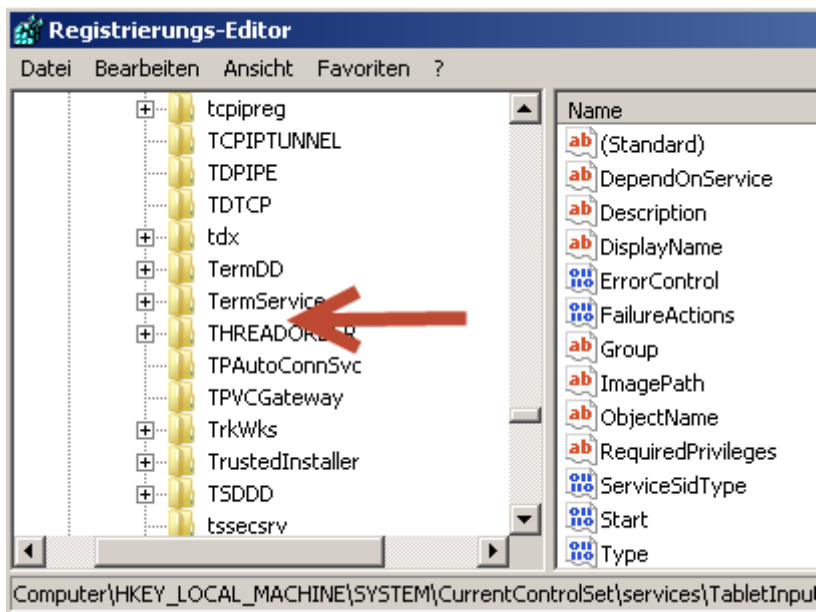 Registrierungs-Editor
Datei Bearbeiten Ansicht Favoriten ?
tcpipreg
TCPIPTUNNEL
TDPIPE
TDTCP
tdx
TermDD
TermService
THREADORDER
TPAutoConnSvc
TPVCGateway
TrkWks
TrustedInstaller
TSDDD
tssecsrv
Name
(Standard)
DependOnService
Description
DisplayName
ErrorControl
FailureActions
Group
ImagePath
ObjectName
RequiredPrivileges
ServiceSidType
Start
Type
Computer\HKEY_LOCAL_MACHINE\SYSTEM\CurrentControlSet\services\TabletInpu